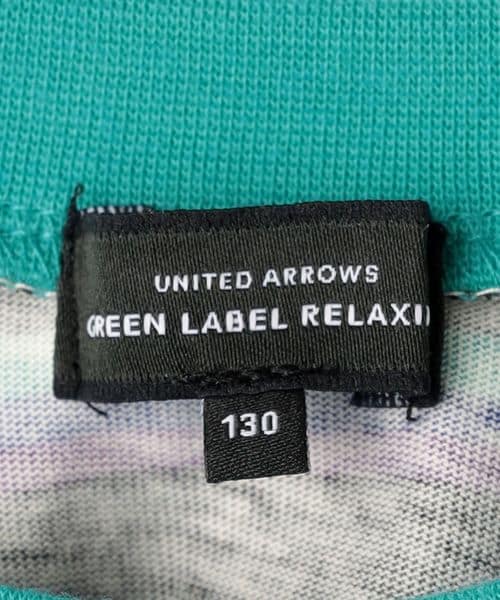 UNITED ARROWS
GREEN LABEL RELAXI
130